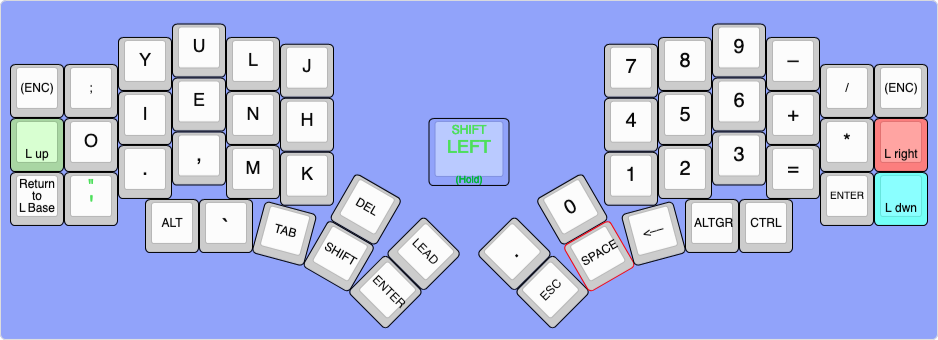 (ENC)
;
Y
U
L
J
L up
O
I
E
N
H
Return
to
L Base
"
'
.
,
M
K
ALT
`
TAB
DEL
SHIFT
LEAD
ENTER
SHIFT
LEFT
(Hold)
7
8
9
–
/
(ENC)
4
5
6
+
*
L right
1
2
3
=
ENTER
L dwn
.
0
ESC
SPACE
<—
ALTGR
CTRL